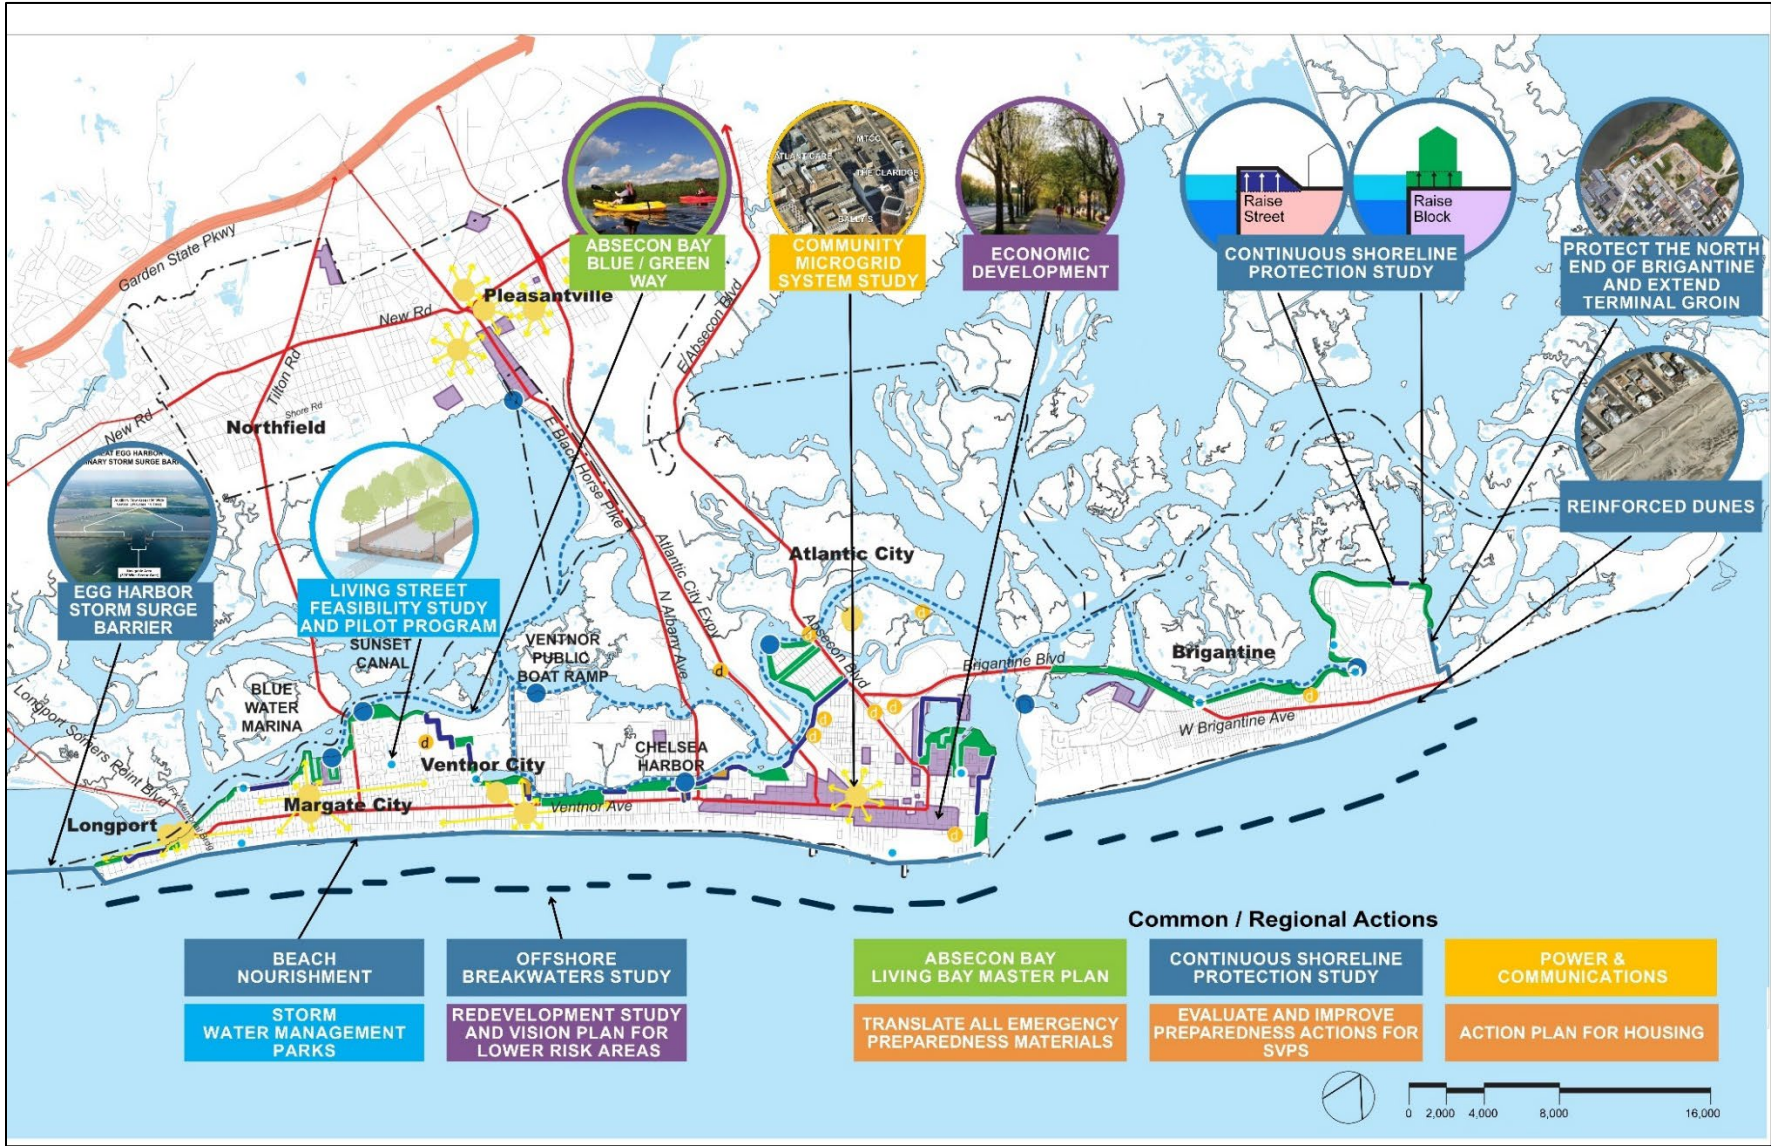 Garden State Pkwy
ATLANTIC CARE
MTCC
THE CLARIDGE
BALLY'S
ABSECON BAY
BLUE / GREEN
WAY
COMMUNITY
MICROGRID
SYSTEM STUDY
ECONOMIC
DEVELOPMENT
Raise
Street
Raise
Block
CONTINUOUS SHORELINE
PROTECTION STUDY
PROTECT THE NORTH
END OF BRIGANTINE
AND EXTEND
TERMINAL GROIN
REINFORCED DUNES
Pleasantville
New Rd
Tilton Rd
E Absecon Blvd
Shore Rd
New Rd
Northfield
EGG HARBOR
STORM SURGE
BARRIER
LIVING STREET
FEASIBILITY STUDY
AND PILOT PROGRAM
E Black Horse Pike
Atlantic City Expy
N Albany Ave
Atlantic City
Absecon Blvd
d
d
d
d
d
d
d
d
d
d
d
SUNSET
CANAL
VENTNOR
PUBLIC
BOAT RAMP
BLUE
WATER
MARINA
CHELSEA
HARBOR
Brigantine Blvd
Brigantine
W Brigantine Ave
Longport Somers Point Blvd
Ventnor City
Margate City
Ventnor Ave
Longport
BEACH
NOURISHMENT
OFFSHORE
BREAKWATERS STUDY
STORM
WATER MANAGEMENT
PARKS
REDEVELOPMENT STUDY
AND VISION PLAN FOR
LOWER RISK AREAS
Common / Regional Actions
ABSECON BAY
LIVING BAY MASTER PLAN
CONTINUOUS SHORELINE
PROTECTION STUDY
POWER &
COMMUNICATIONS
TRANSLATE ALL EMERGENCY
PREPAREDNESS MATERIALS
EVALUATE AND IMPROVE
PREPAREDNESS ACTIONS FOR
SVPS
ACTION PLAN FOR HOUSING
0 2,000 4,000 8,000 16,000